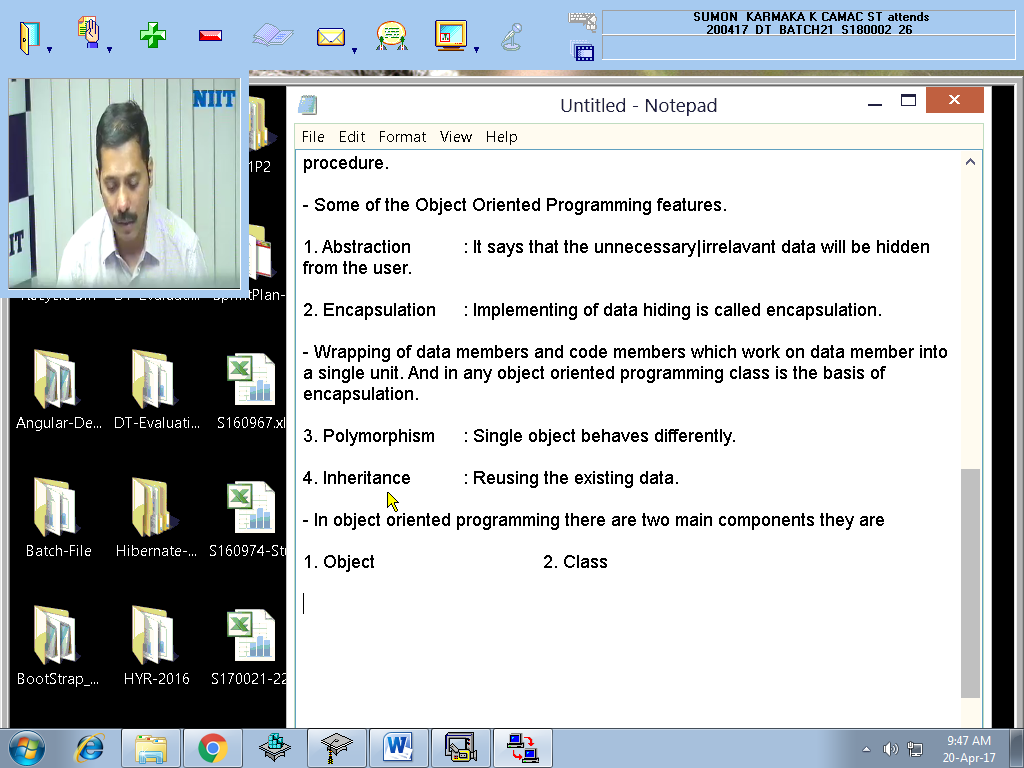 SUMON KARMAKA K CAMAC ST attends
200417_DT_BATCH21_S180002_26
NIIT
IT
Untitled - Notepad
File Edit Format View Help
procedure.
- Some of the Object Oriented Programming features.
1. Abstraction : It says that the unnecessary|irrelavant data will be hidden
from the user.
2. Encapsulation : Implementing of data hiding is called encapsulation.
- Wrapping of data members and code members which work on data member into
a single unit. And in any object oriented programming class is the basis of
encapsulation.
3. Polymorphism : Single object behaves differently.
4. Inheritance : Reusing the existing data.
- In object oriented programming there are two main components they are
1. Object 2. Class
1P2
SprintPlan-
Angular-De... DT-Evaluati... S160967.xl
Batch-File Hibernate-... S160974-Stu
BootStrap_... HYR-2016 S170021-22
9:47 AM
20-Apr-17